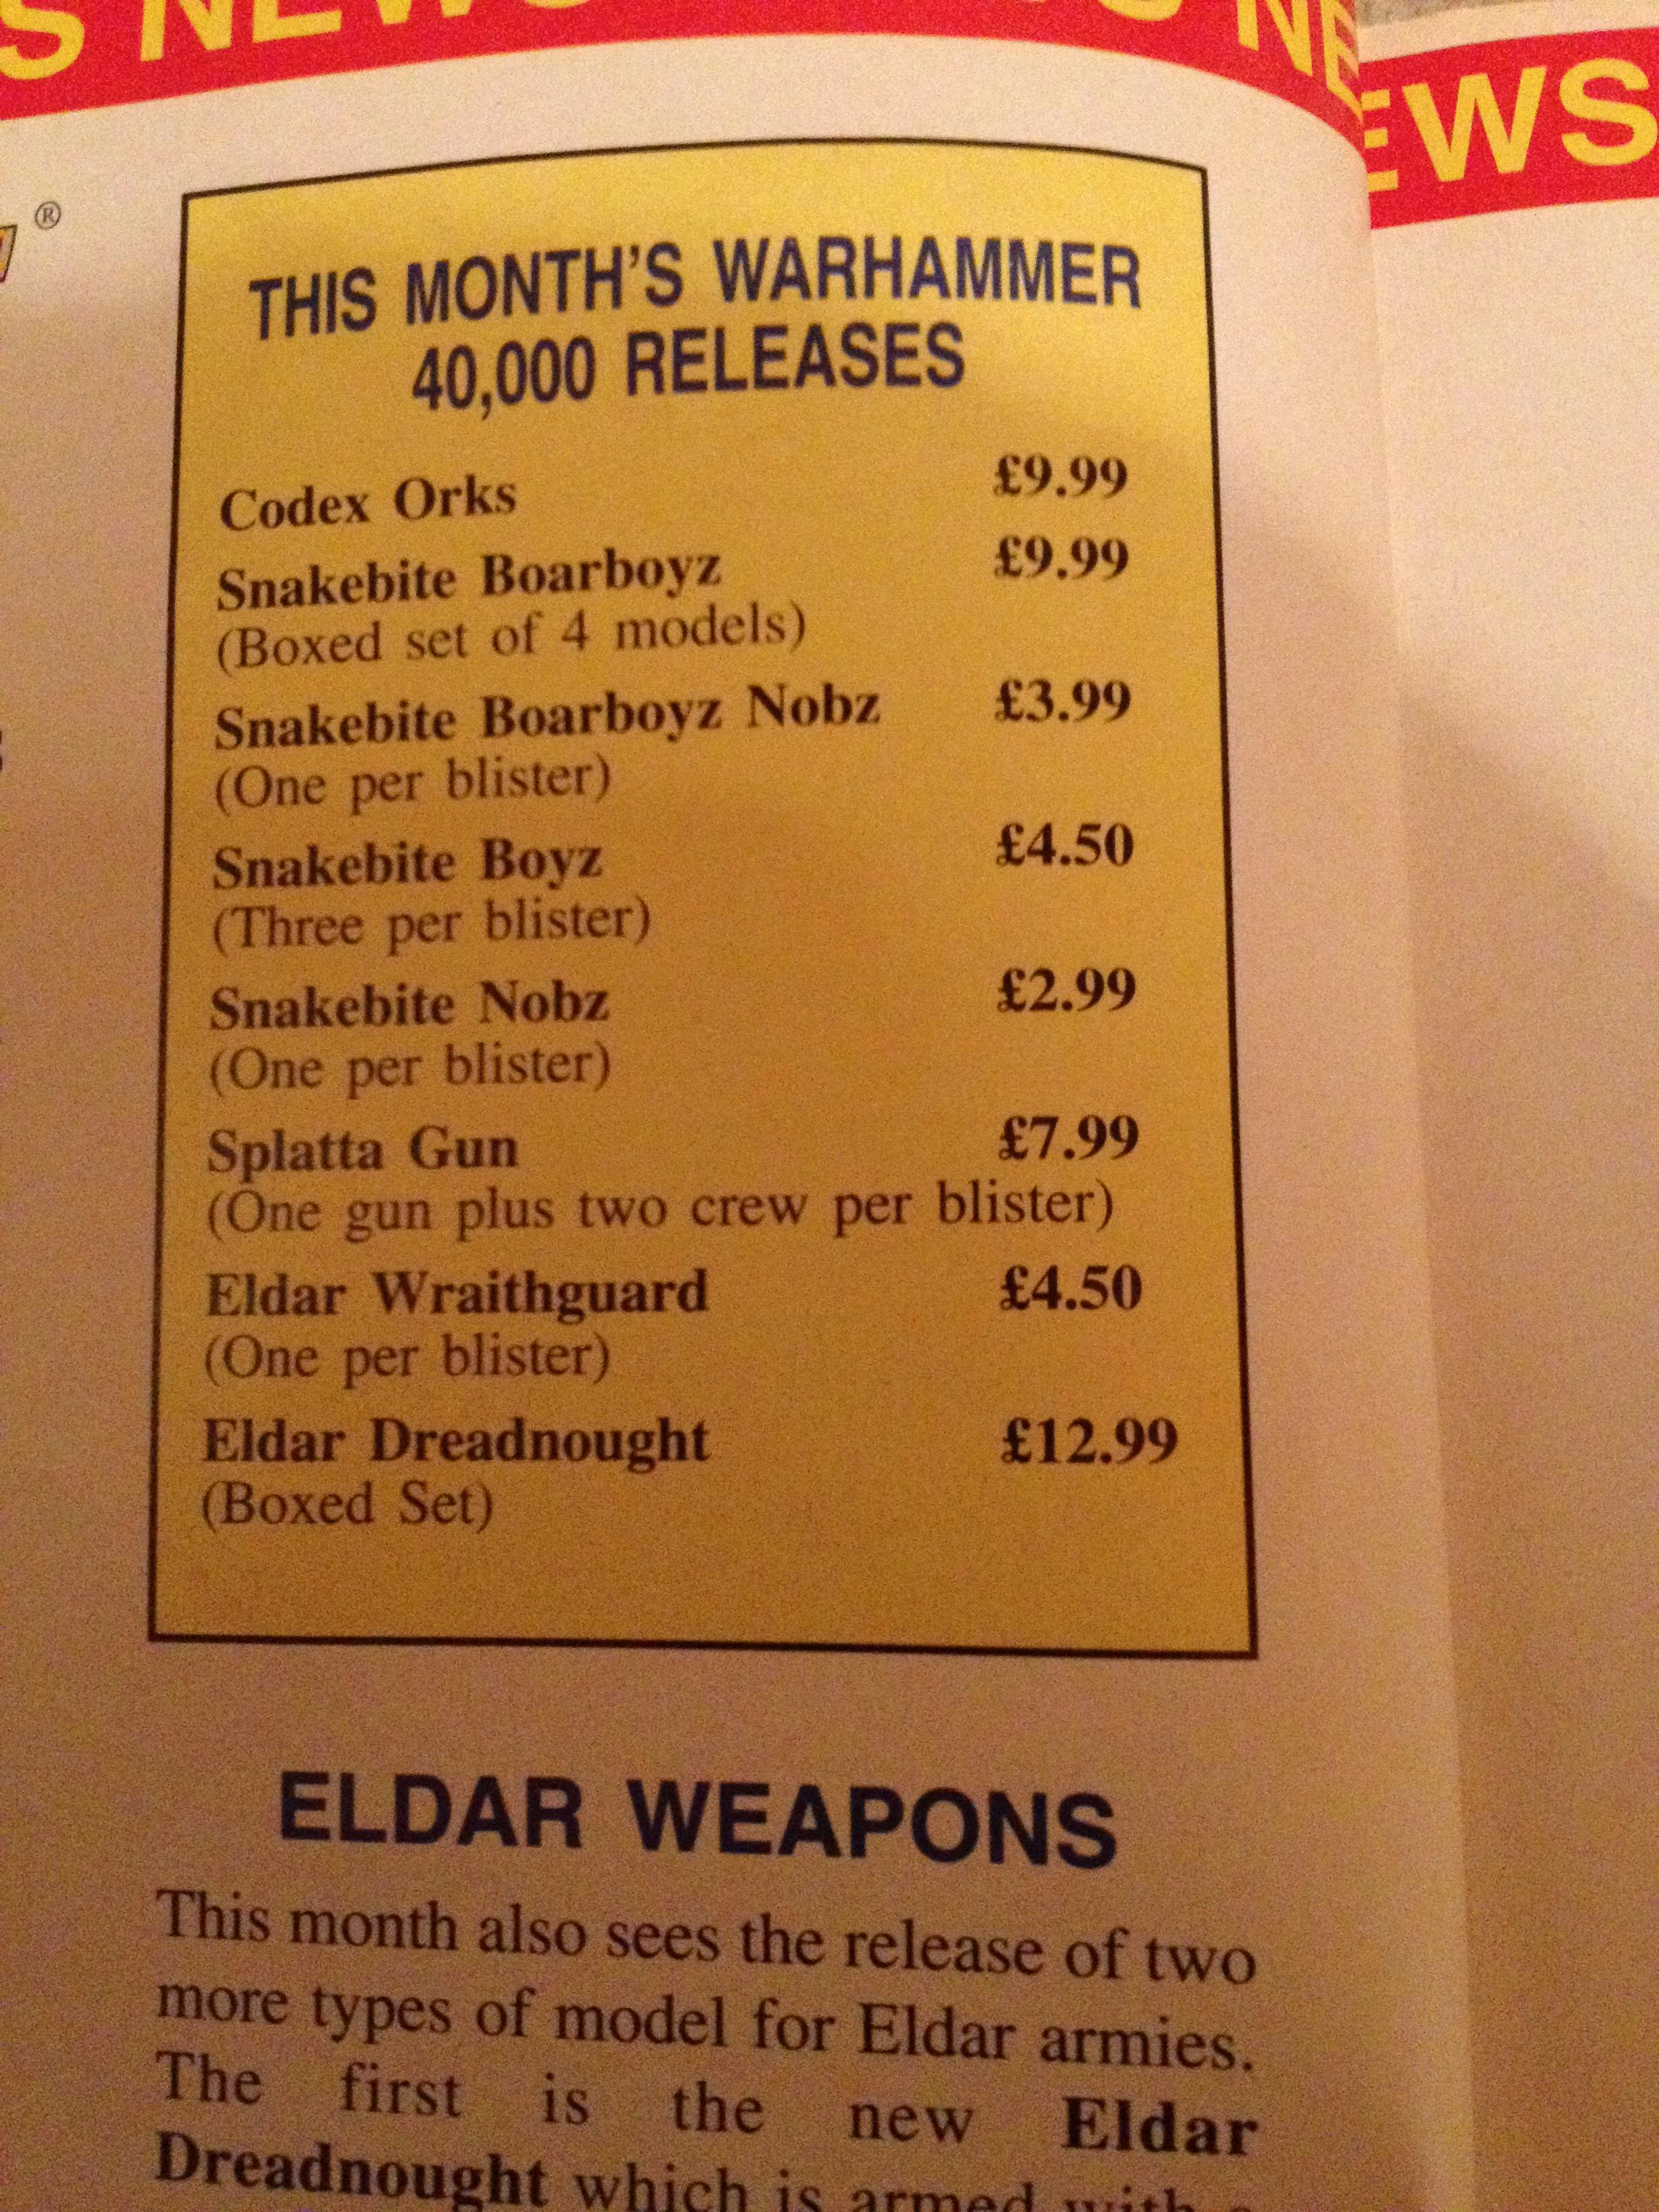 S NEWS
NE
EWS
®
THIS MONTH'S WARHAMMER
40,000 RELEASES
Codex Orks £9.99
Snakebite Boarboyz £9.99
(Boxed set of 4 models)
Snakebite Boarboyz Nobz £3.99
(One per blister)
Snakebite Boyz £4.50
(Three per blister)
Snakebite Nobz £2.99
(One per blister)
Splatta Gun £7.99
(One gun plus two crew per blister)
Eldar Wraithguard £4.50
(One per blister)
Eldar Dreadnought £12.99
(Boxed Set)
ELDAR WEAPONS
This month also sees the release of two
more types of model for Eldar armies.
The first is the new Eldar
Dreadnought which is armed with a